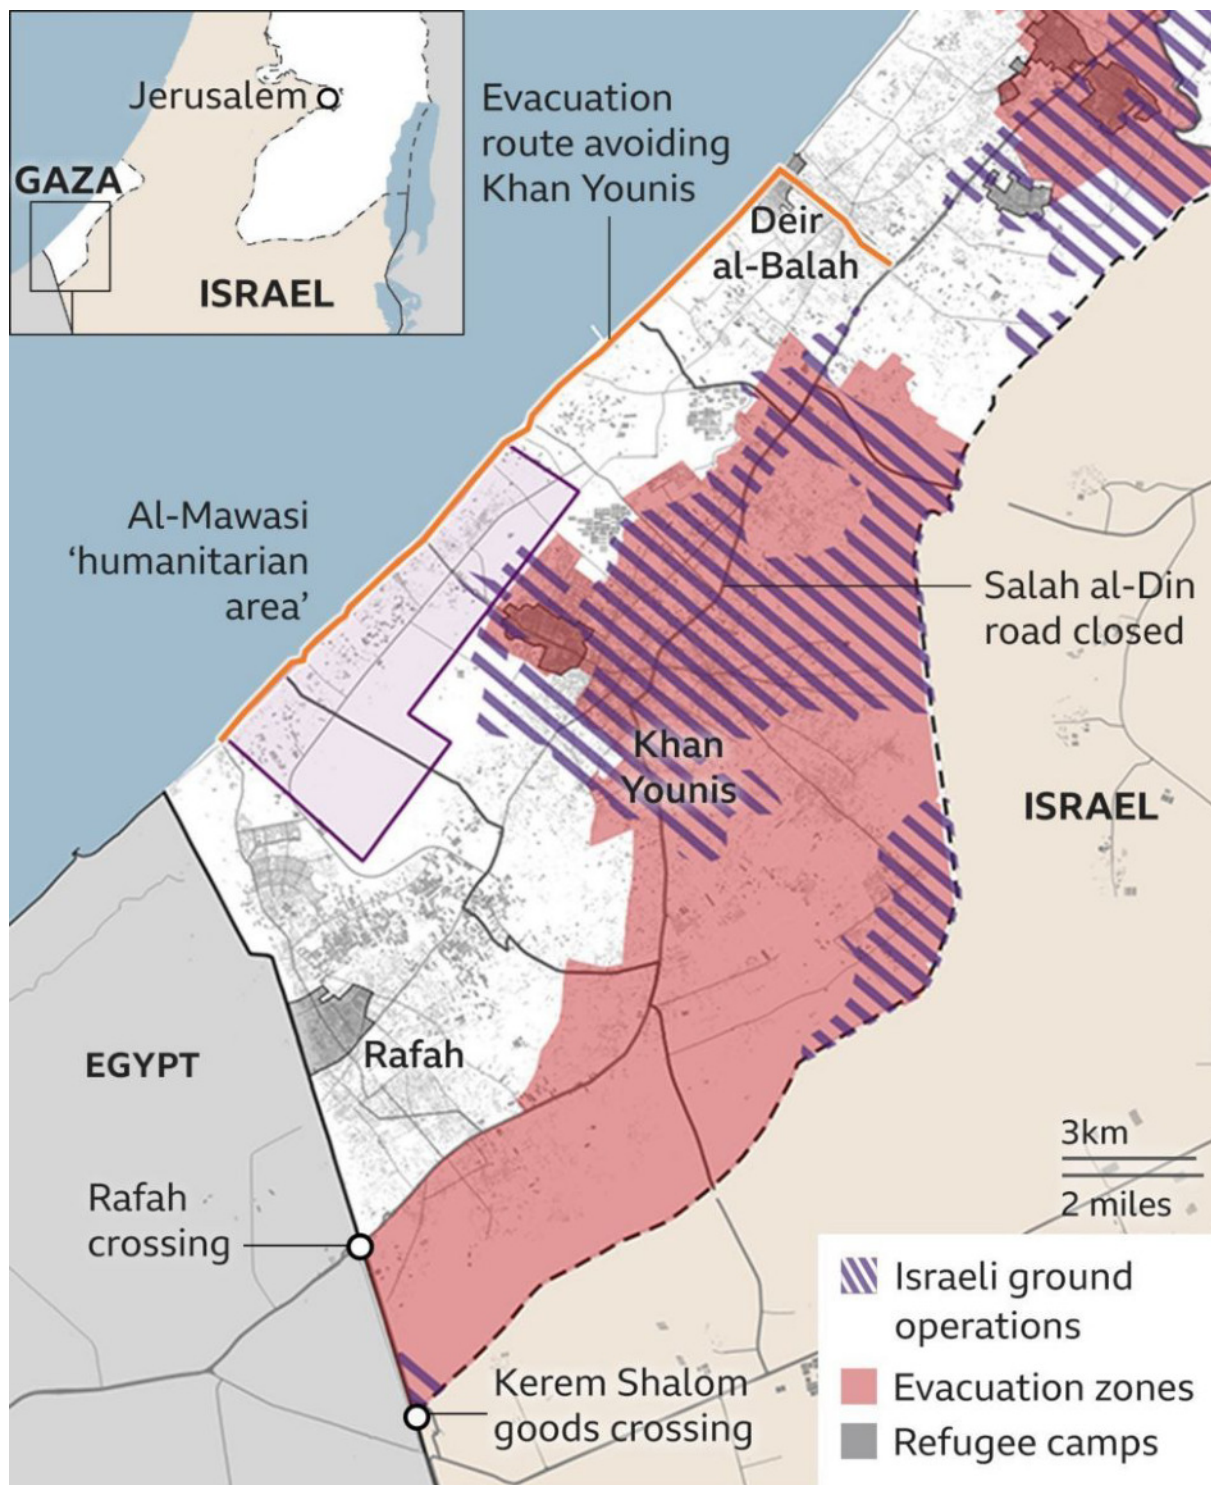 Jerusalem
GAZA
ISRAEL
Evacuation
route avoiding
Khan Younis
Deir
al-Balah
Al-Mawasi
‘humanitarian
area’
Salah al-Din
road closed
Khan
Younis
ISRAEL
EGYPT
Rafah
Rafah
crossing
3km
2 miles
Kerem Shalom
goods crossing
Israeli ground
operations
Evacuation zones
Refugee camps